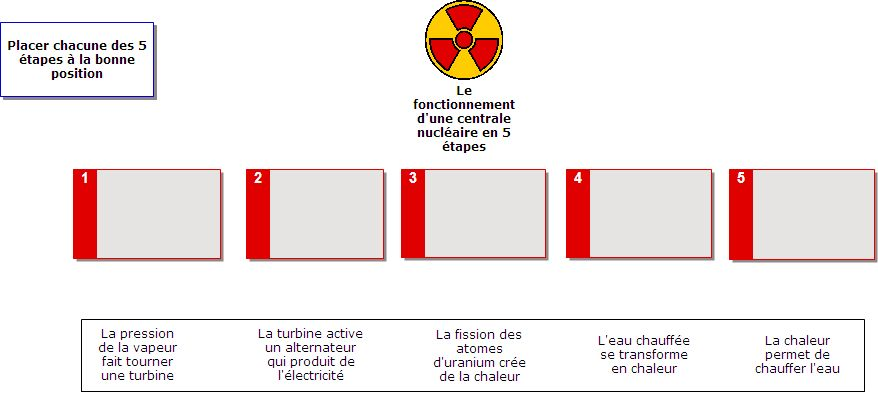 Placer chacune des 5
étapes à la bonne
position
Le
fonctionnement
d'une centrale
nucléaire en 5
étapes
1
2
3
4
5
La pression
de la vapeur
fait tourner
une turbine
La turbine active
un alternateur
qui produit de
l'électricité
La fission des
atomes
d'uranium crée
de la chaleur
L'eau chauffée
se transforme
en chaleur
La chaleur
permet de
chauffer l'eau